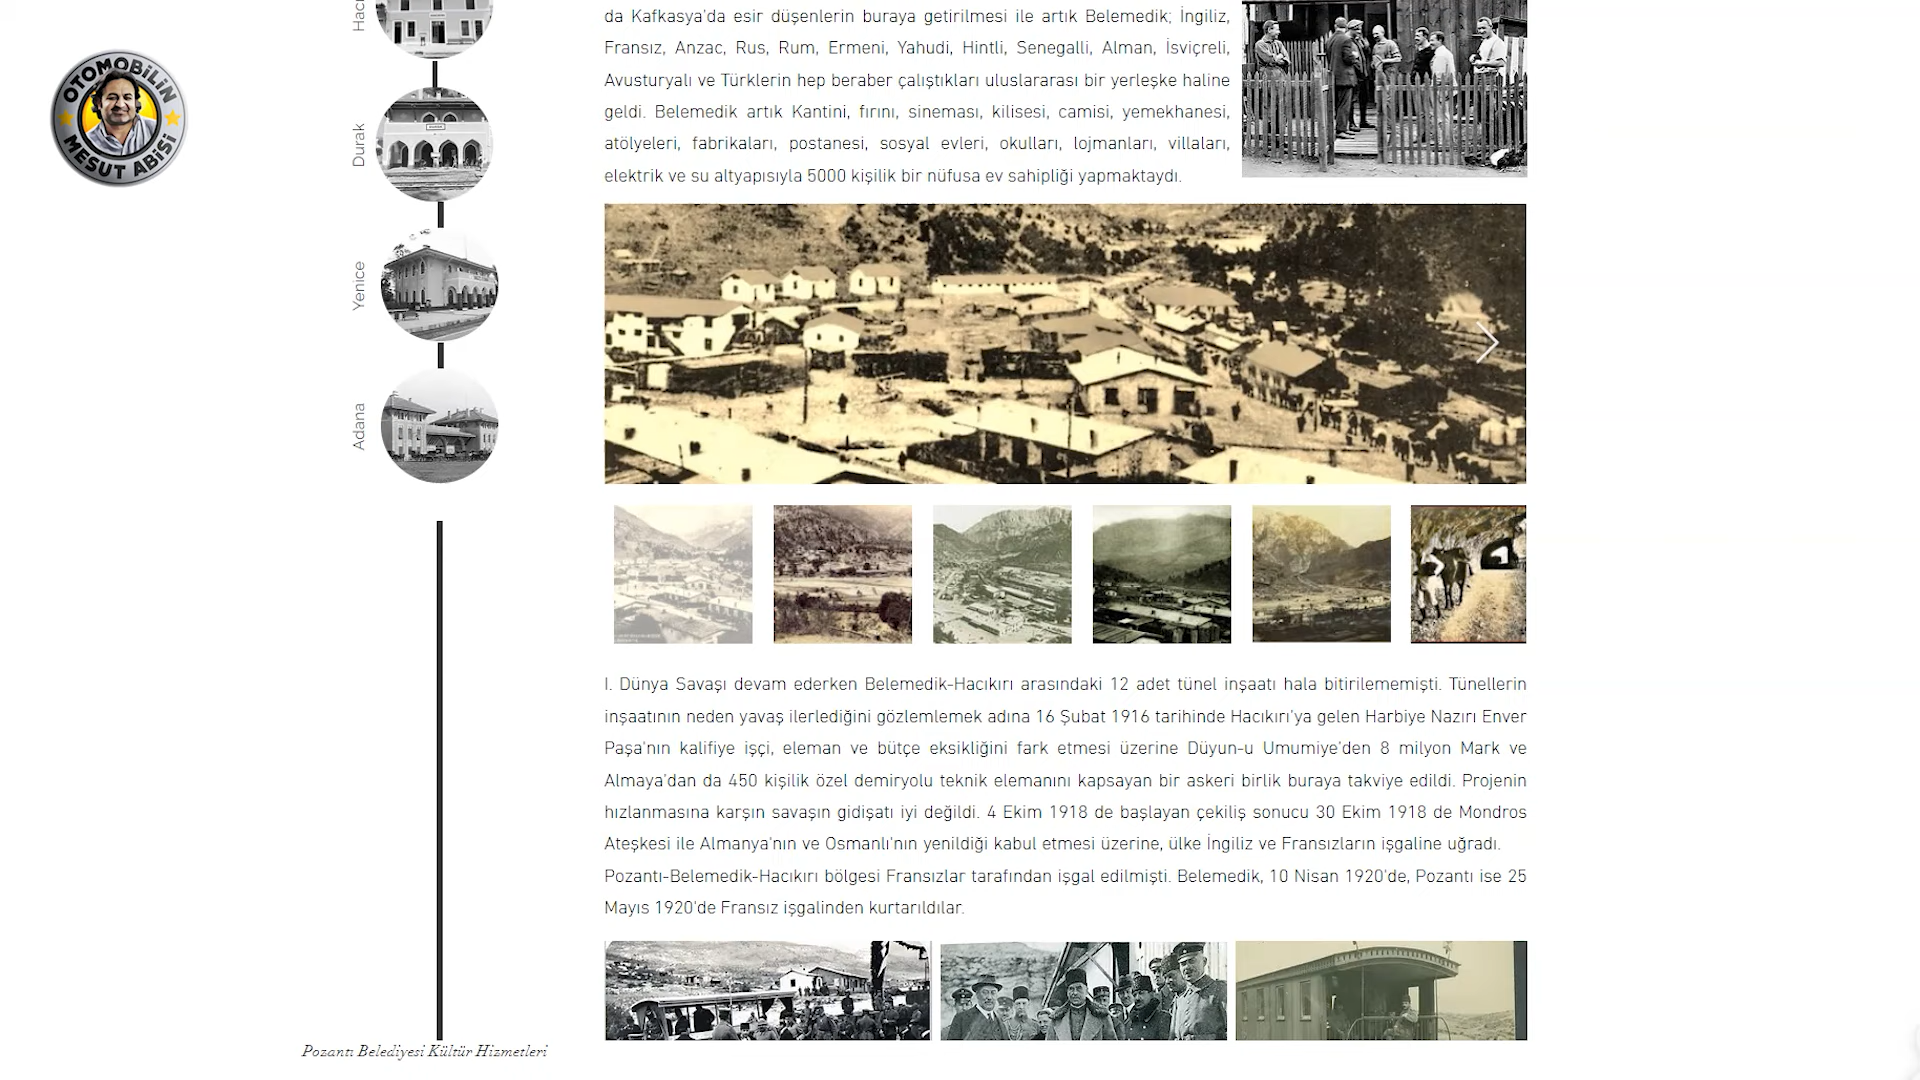 OTOMOBİLİN
MESUT ABİSİ
Hacı
Durak
Yenice
Adana
da Kafkasya'da esir düşenlerin buraya getirilmesi ile artık Belemedik; İngiliz,
Fransız, Anzac, Rus, Rum, Ermeni, Yahudi, Hintli, Senegalli, Alman, İsviçreli,
Avusturyalı ve Türklerin hep beraber çalıştıkları uluslararası bir yerleşke haline
geldi. Belemedik artık Kantini, fırını, sineması, kilisesi, camisi, yemekhanesi,
atölyeleri, fabrikaları, postanesi, sosyal evleri, okulları, lojmanları, villaları,
elektrik ve su altyapısıyla 5000 kişilik bir nüfusa ev sahipliği yapmaktaydı.
I. Dünya Savaşı devam ederken Belemedik-Hacıkırı arasındaki 12 adet tünel inşaatı hala bitirilememişti. Tünellerin
inşaatının neden yavaş ilerlediğini gözlemlemek adına 16 Şubat 1916 tarihinde Hacıkırı'ya gelen Harbiye Nazırı Enver
Paşa'nın kalifiye işçi, eleman ve bütçe eksikliğini fark etmesi üzerine Düyun-u Umumiye'den 8 milyon Mark ve
Almaya'dan da 450 kişilik özel demiryolu teknik elemanını kapsayan bir askeri birlik buraya takviye edildi. Projenin
hızlanmasına karşın savaşın gidişatı iyi değildi. 4 Ekim 1918 de başlayan çekiliş sonucu 30 Ekim 1918 de Mondros
Ateşkesi ile Almanya'nın ve Osmanlı'nın yenildiği kabul etmesi üzerine, ülke İngiliz ve Fransızların işgaline uğradı.
Pozantı-Belemedik-Hacıkırı bölgesi Fransızlar tarafından işgal edilmişti. Belemedik, 10 Nisan 1920'de, Pozantı ise 25
Mayıs 1920'de Fransız işgalinden kurtarıldılar.
Pozantı Belediyesi Kültür Hizmetleri